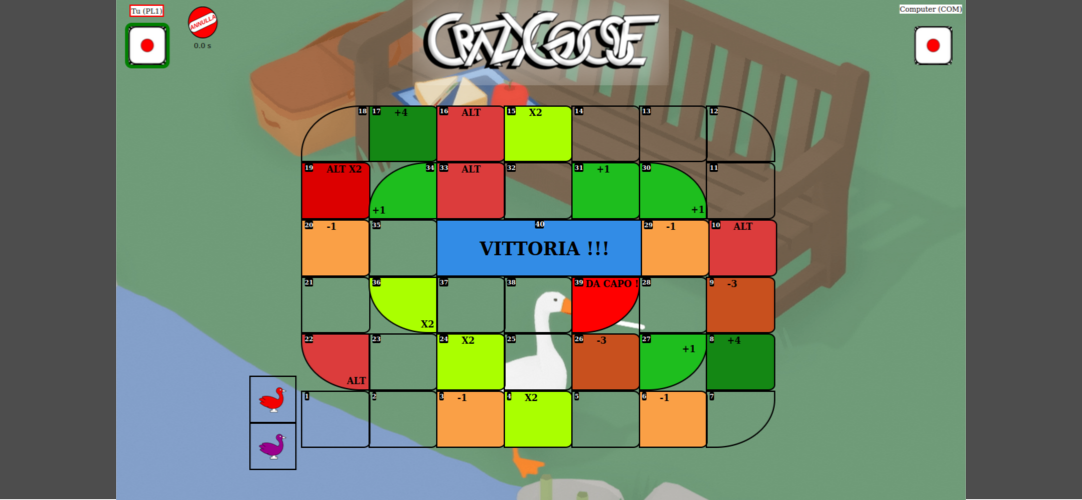 Tu (PL1)
ANNULLA
0.0 s
CRAZYGOOSE
Computer (COM)
18
17 +4
16 ALT
15 X2
14
13
12
19 ALT X2
34 +1
33 ALT
32
31 +1
30 +1
11
20 -1
35
40
VITTORIA !!!
29 -1
10 ALT
21
36 X2
37
38
39 DA CAPO !
28
9 -3
22 ALT
23
24 X2
25
26 -3
27 +1
8 +4
1
2
3 -1
4 X2
5
6 -1
7